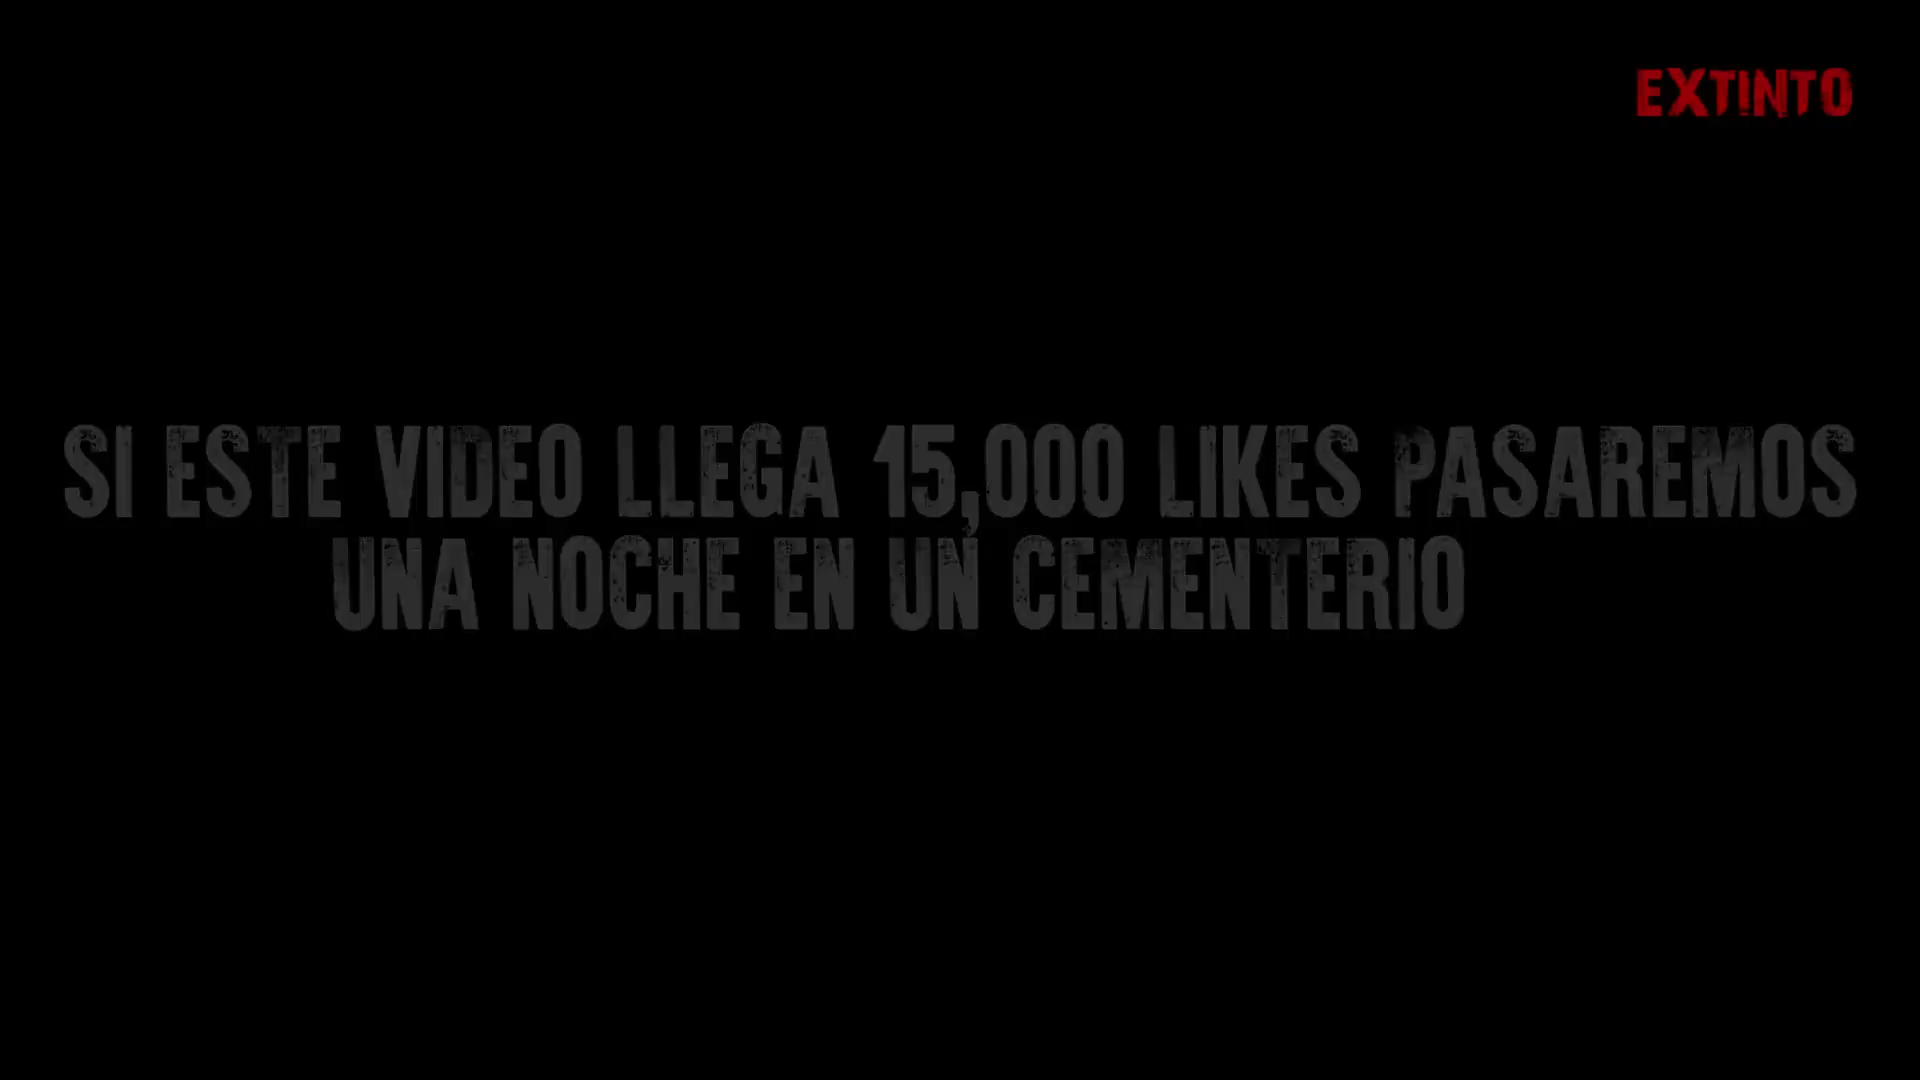 EXTINTO
SI ESTE VIDEO LLEGA 15,000 LIKES PASAREMOS
UNA NOCHE EN UN CEMENTERIO